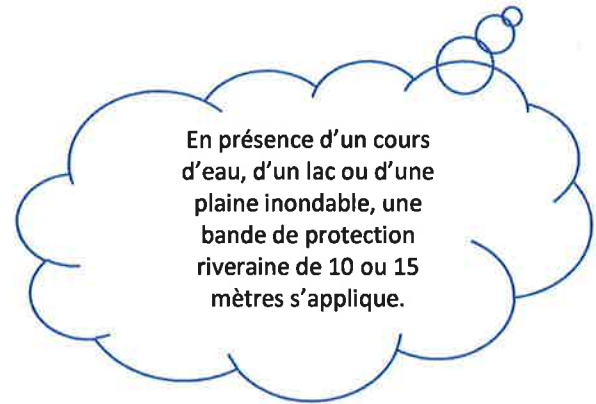 En présence d'un cours
d'eau, d'un lac ou d'une
plaine inondable, une
bande de protection
riveraine de 10 ou 15
mètres s'applique.